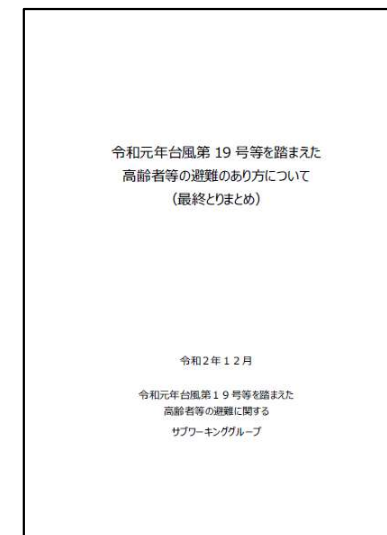 令和元年台風第 19 号等を踏まえた
高齢者等の避難のあり方について
(最終とりまとめ)
令和2年12月
令和元年台風第19号等を踏まえた
高齢者等の避難に関する
サブワーキンググループ